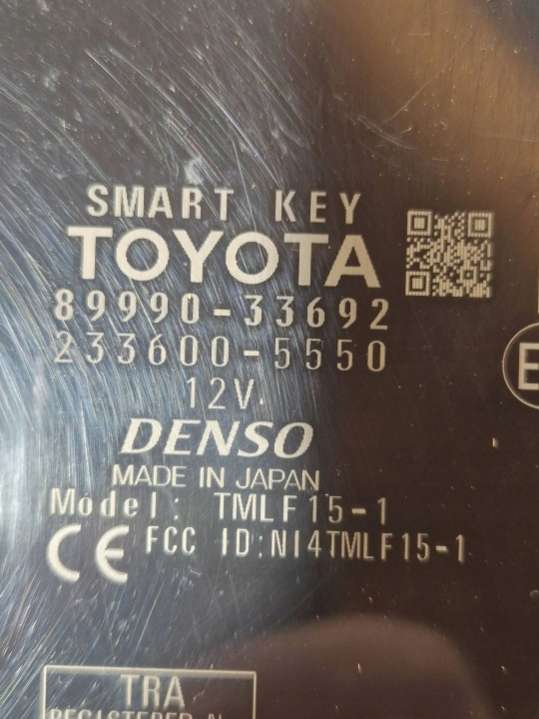 SMART KEY
TOYOTA
89990-33692
233600-5550
12V
DENSO
MADE IN JAPAN
Model: TMLF15-1
CE FCC ID:NI4TMLF15-1
E
TRA
REGISTERED